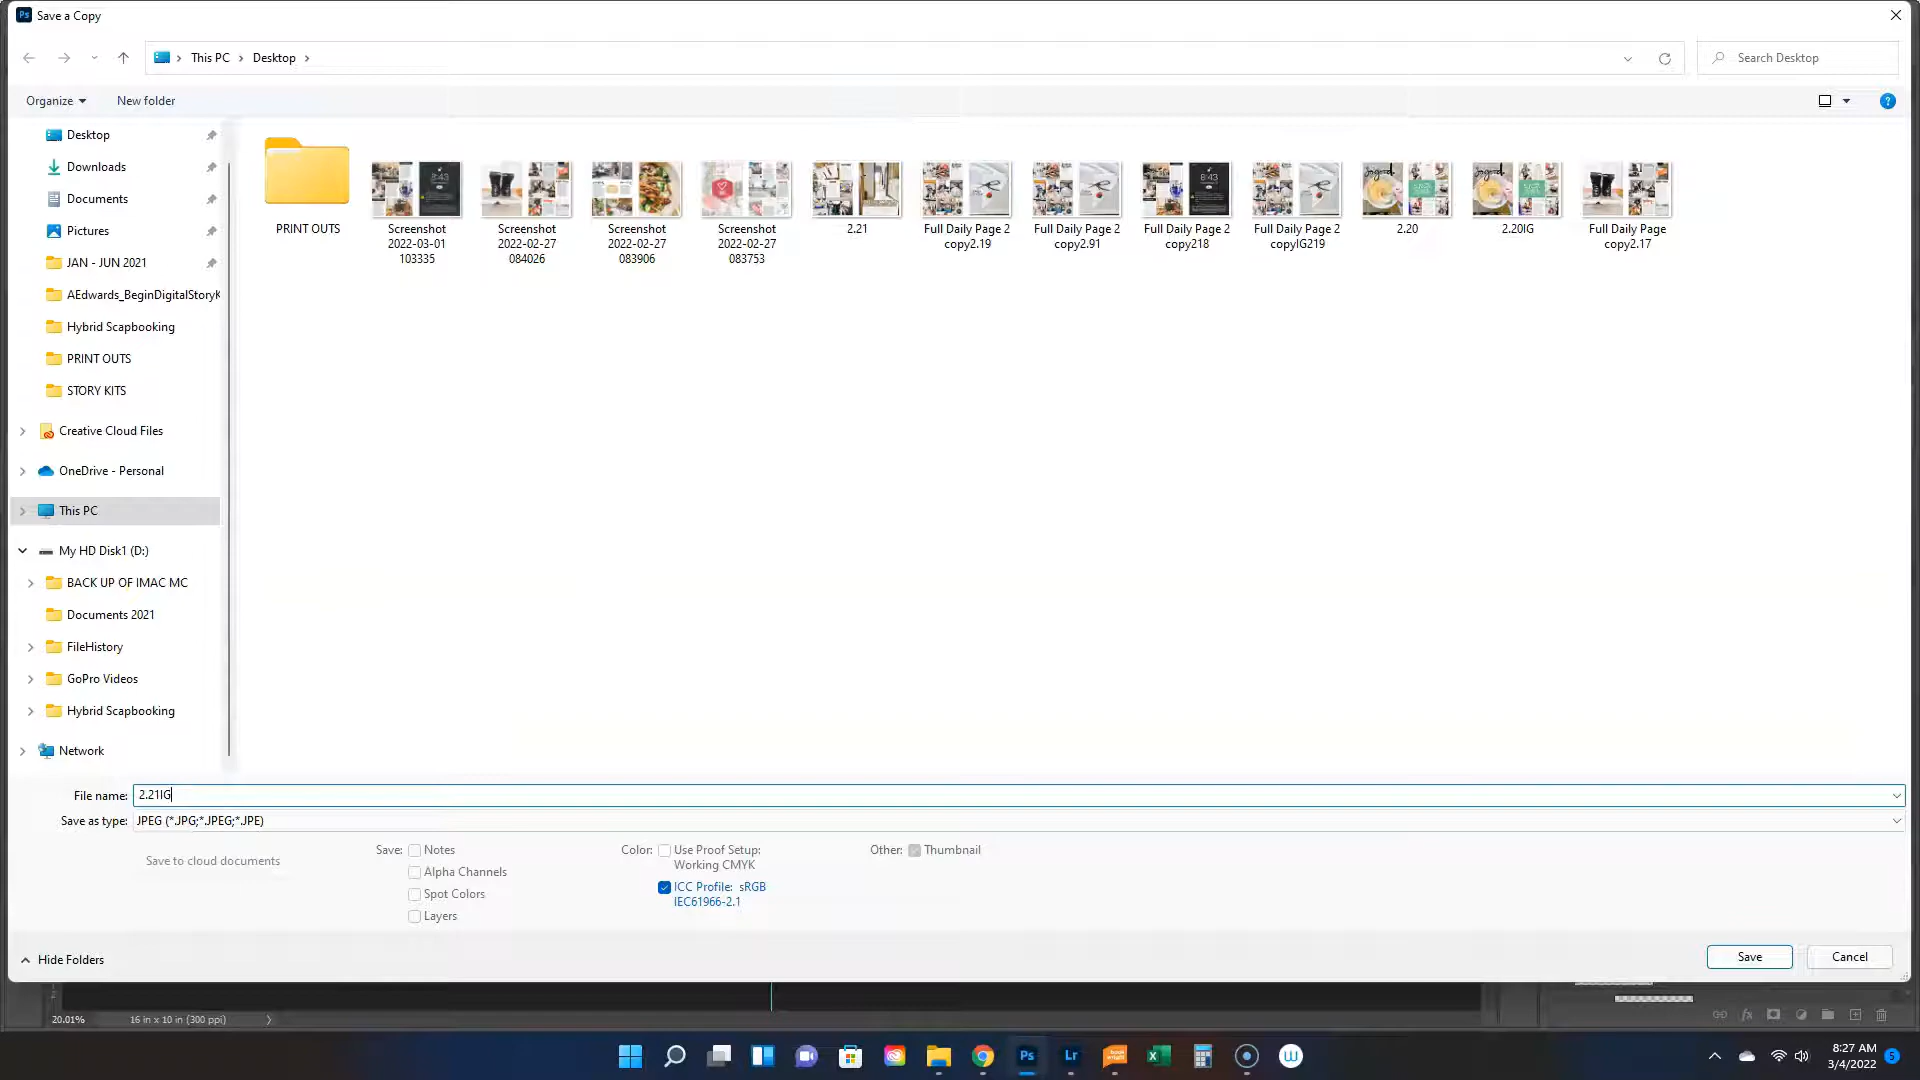 Ps Save a Copy
This PC > Desktop >
Search Desktop
Organize
New folder
?
Desktop
Downloads
Documents
Pictures
JAN - JUN 2021
AEdwards_BeginDigitalStoryK
Hybrid Scapbooking
PRINT OUTS
STORY KITS
Creative Cloud Files
OneDrive - Personal
This PC
My HD Disk1 (D:)
BACK UP OF IMAC MC
Documents 2021
FileHistory
GoPro Videos
Hybrid Scapbooking
Network
PRINT OUTS
Screenshot
2022-03-01
103335
Screenshot
2022-02-27
084026
Screenshot
2022-02-27
083906
Screenshot
2022-02-27
083753
2.21
Full Daily Page 2
copy2.19
Full Daily Page 2
copy2.91
Full Daily Page 2
copy218
Full Daily Page 2
copyIG219
2.20
2.20IG
Full Daily Page
copy2.17
File name: 2.21IG
Save as type: JPEG (*.JPG;*.JPEG;*.JPE)
Save to cloud documents
Save: Notes
Alpha Channels
Spot Colors
Layers
Color: Use Proof Setup:
Working CMYK
ICC Profile: sRGB
IEC61966-2.1
Other: Thumbnail
Hide Folders
Save
Cancel
20.01%
16 in x 10 in (300 ppi)
fx
Ps
Lr
8:27 AM
3/4/2022
5